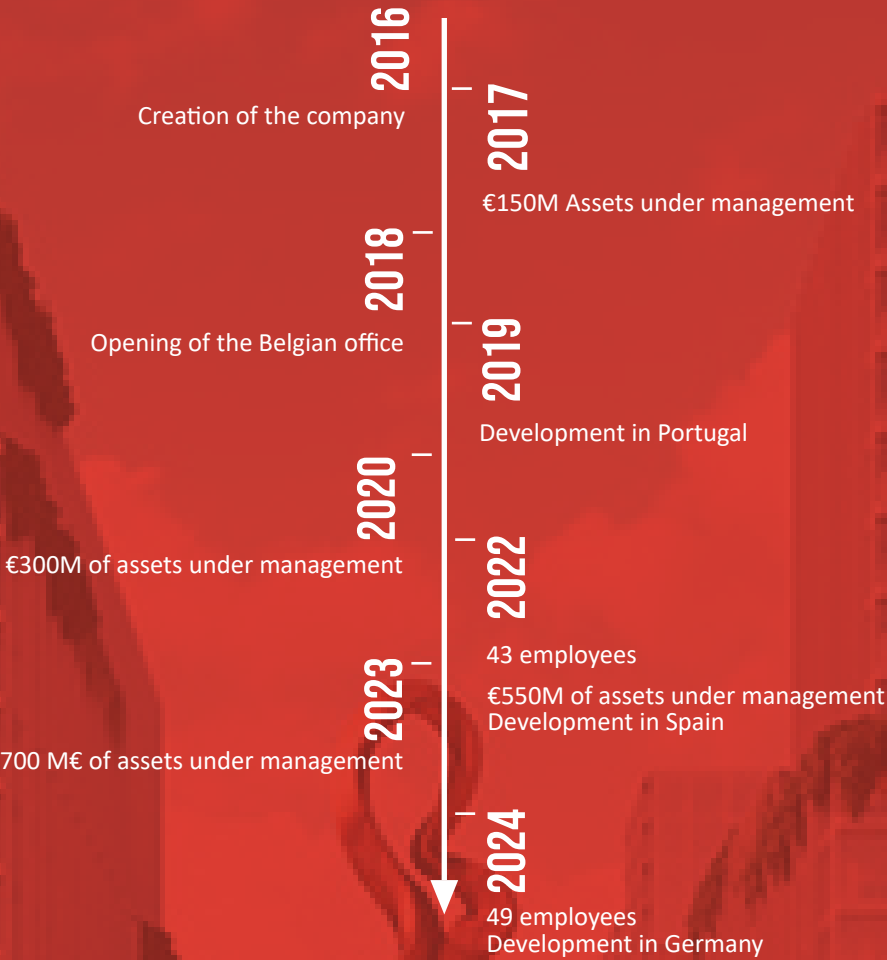 2016
Creation of the company
2017
€150M Assets under management
2018
Opening of the Belgian office
2019
Development in Portugal
2020
€300M of assets under management
2022
43 employees
€550M of assets under management
Development in Spain
2023
700 M€ of assets under management
2024
49 employees
Development in Germany